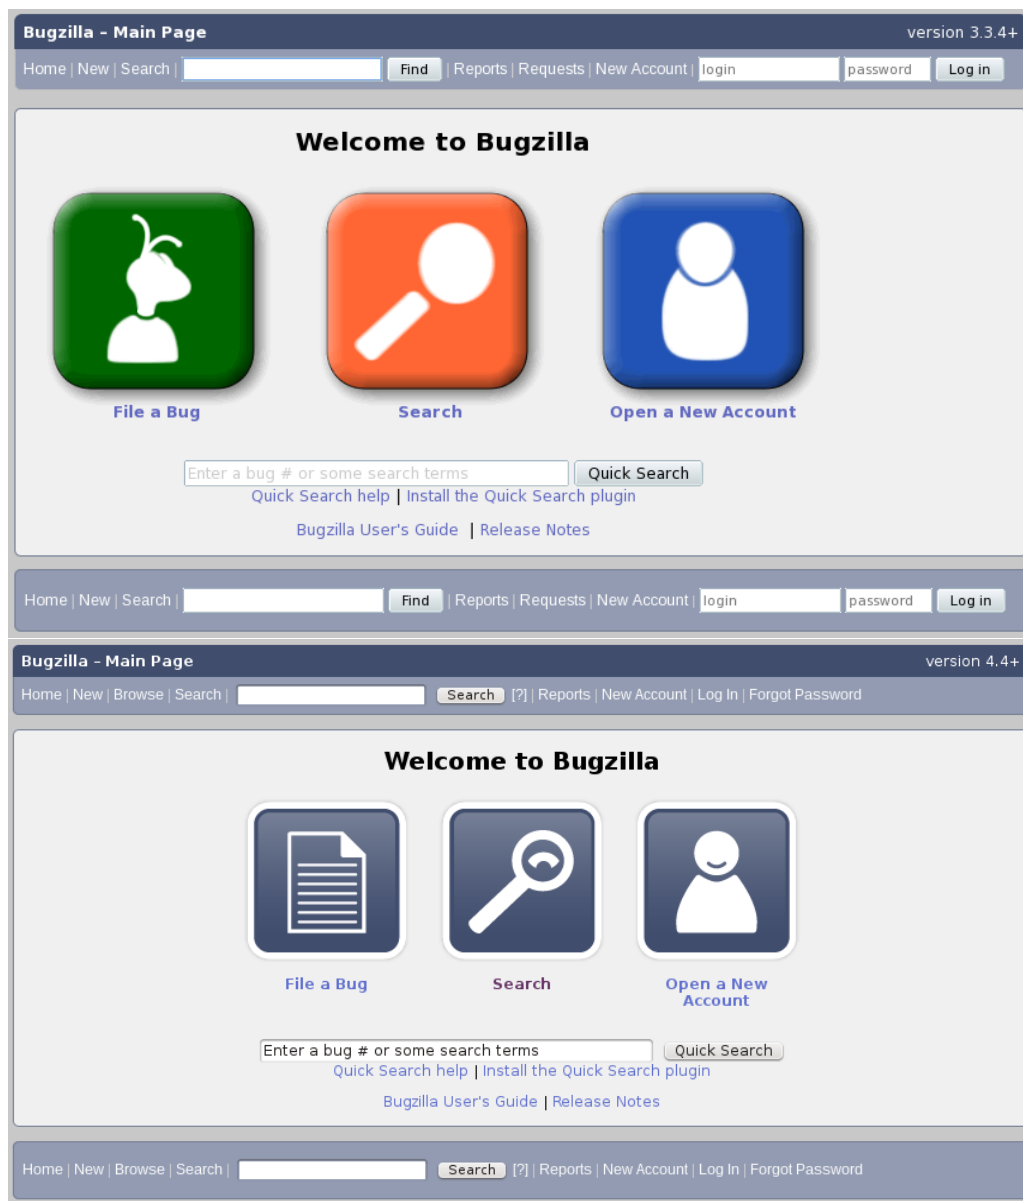 Bugzilla – Main Page version 3.3.4+
Home | New | Search | Find | Reports | Requests | New Account | login password Log in
Welcome to Bugzilla
File a Bug Search Open a New Account
Enter a bug # or some search terms Quick Search
Quick Search help | Install the Quick Search plugin
Bugzilla User's Guide | Release Notes
Home | New | Search | Find | Reports | Requests | New Account | login password Log in
Bugzilla – Main Page version 4.4+
Home | New | Browse | Search | Search [?] | Reports | New Account | Log In | Forgot Password
Welcome to Bugzilla
File a Bug Search Open a New
Account
Enter a bug # or some search terms Quick Search
Quick Search help | Install the Quick Search plugin
Bugzilla User's Guide | Release Notes
Home | New | Browse | Search | Search [?] | Reports | New Account | Log In | Forgot Password